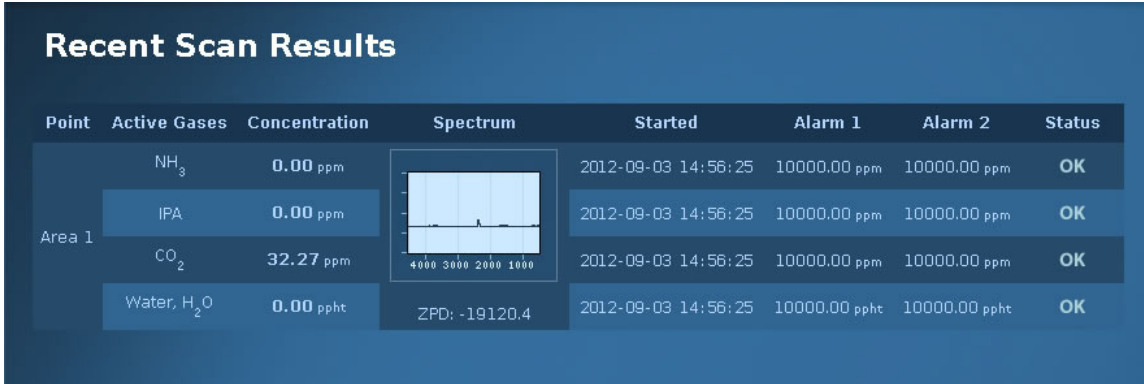 Recent Scan Results
Point Active Gases Concentration Spectrum Started Alarm 1 Alarm 2 Status
Area 1
NH3 0.00 ppm 2012-09-03 14:56:25 10000.00 ppm 10000.00 ppm OK
IPA 0.00 ppm 2012-09-03 14:56:25 10000.00 ppm 10000.00 ppm OK
CO2 32.27 ppm 2012-09-03 14:56:25 10000.00 ppm 10000.00 ppm OK
Water, H2O 0.00 ppht 2012-09-03 14:56:25 10000.00 ppht 10000.00 ppht OK
4000 3000 2000 1000
ZPD: -19120.4